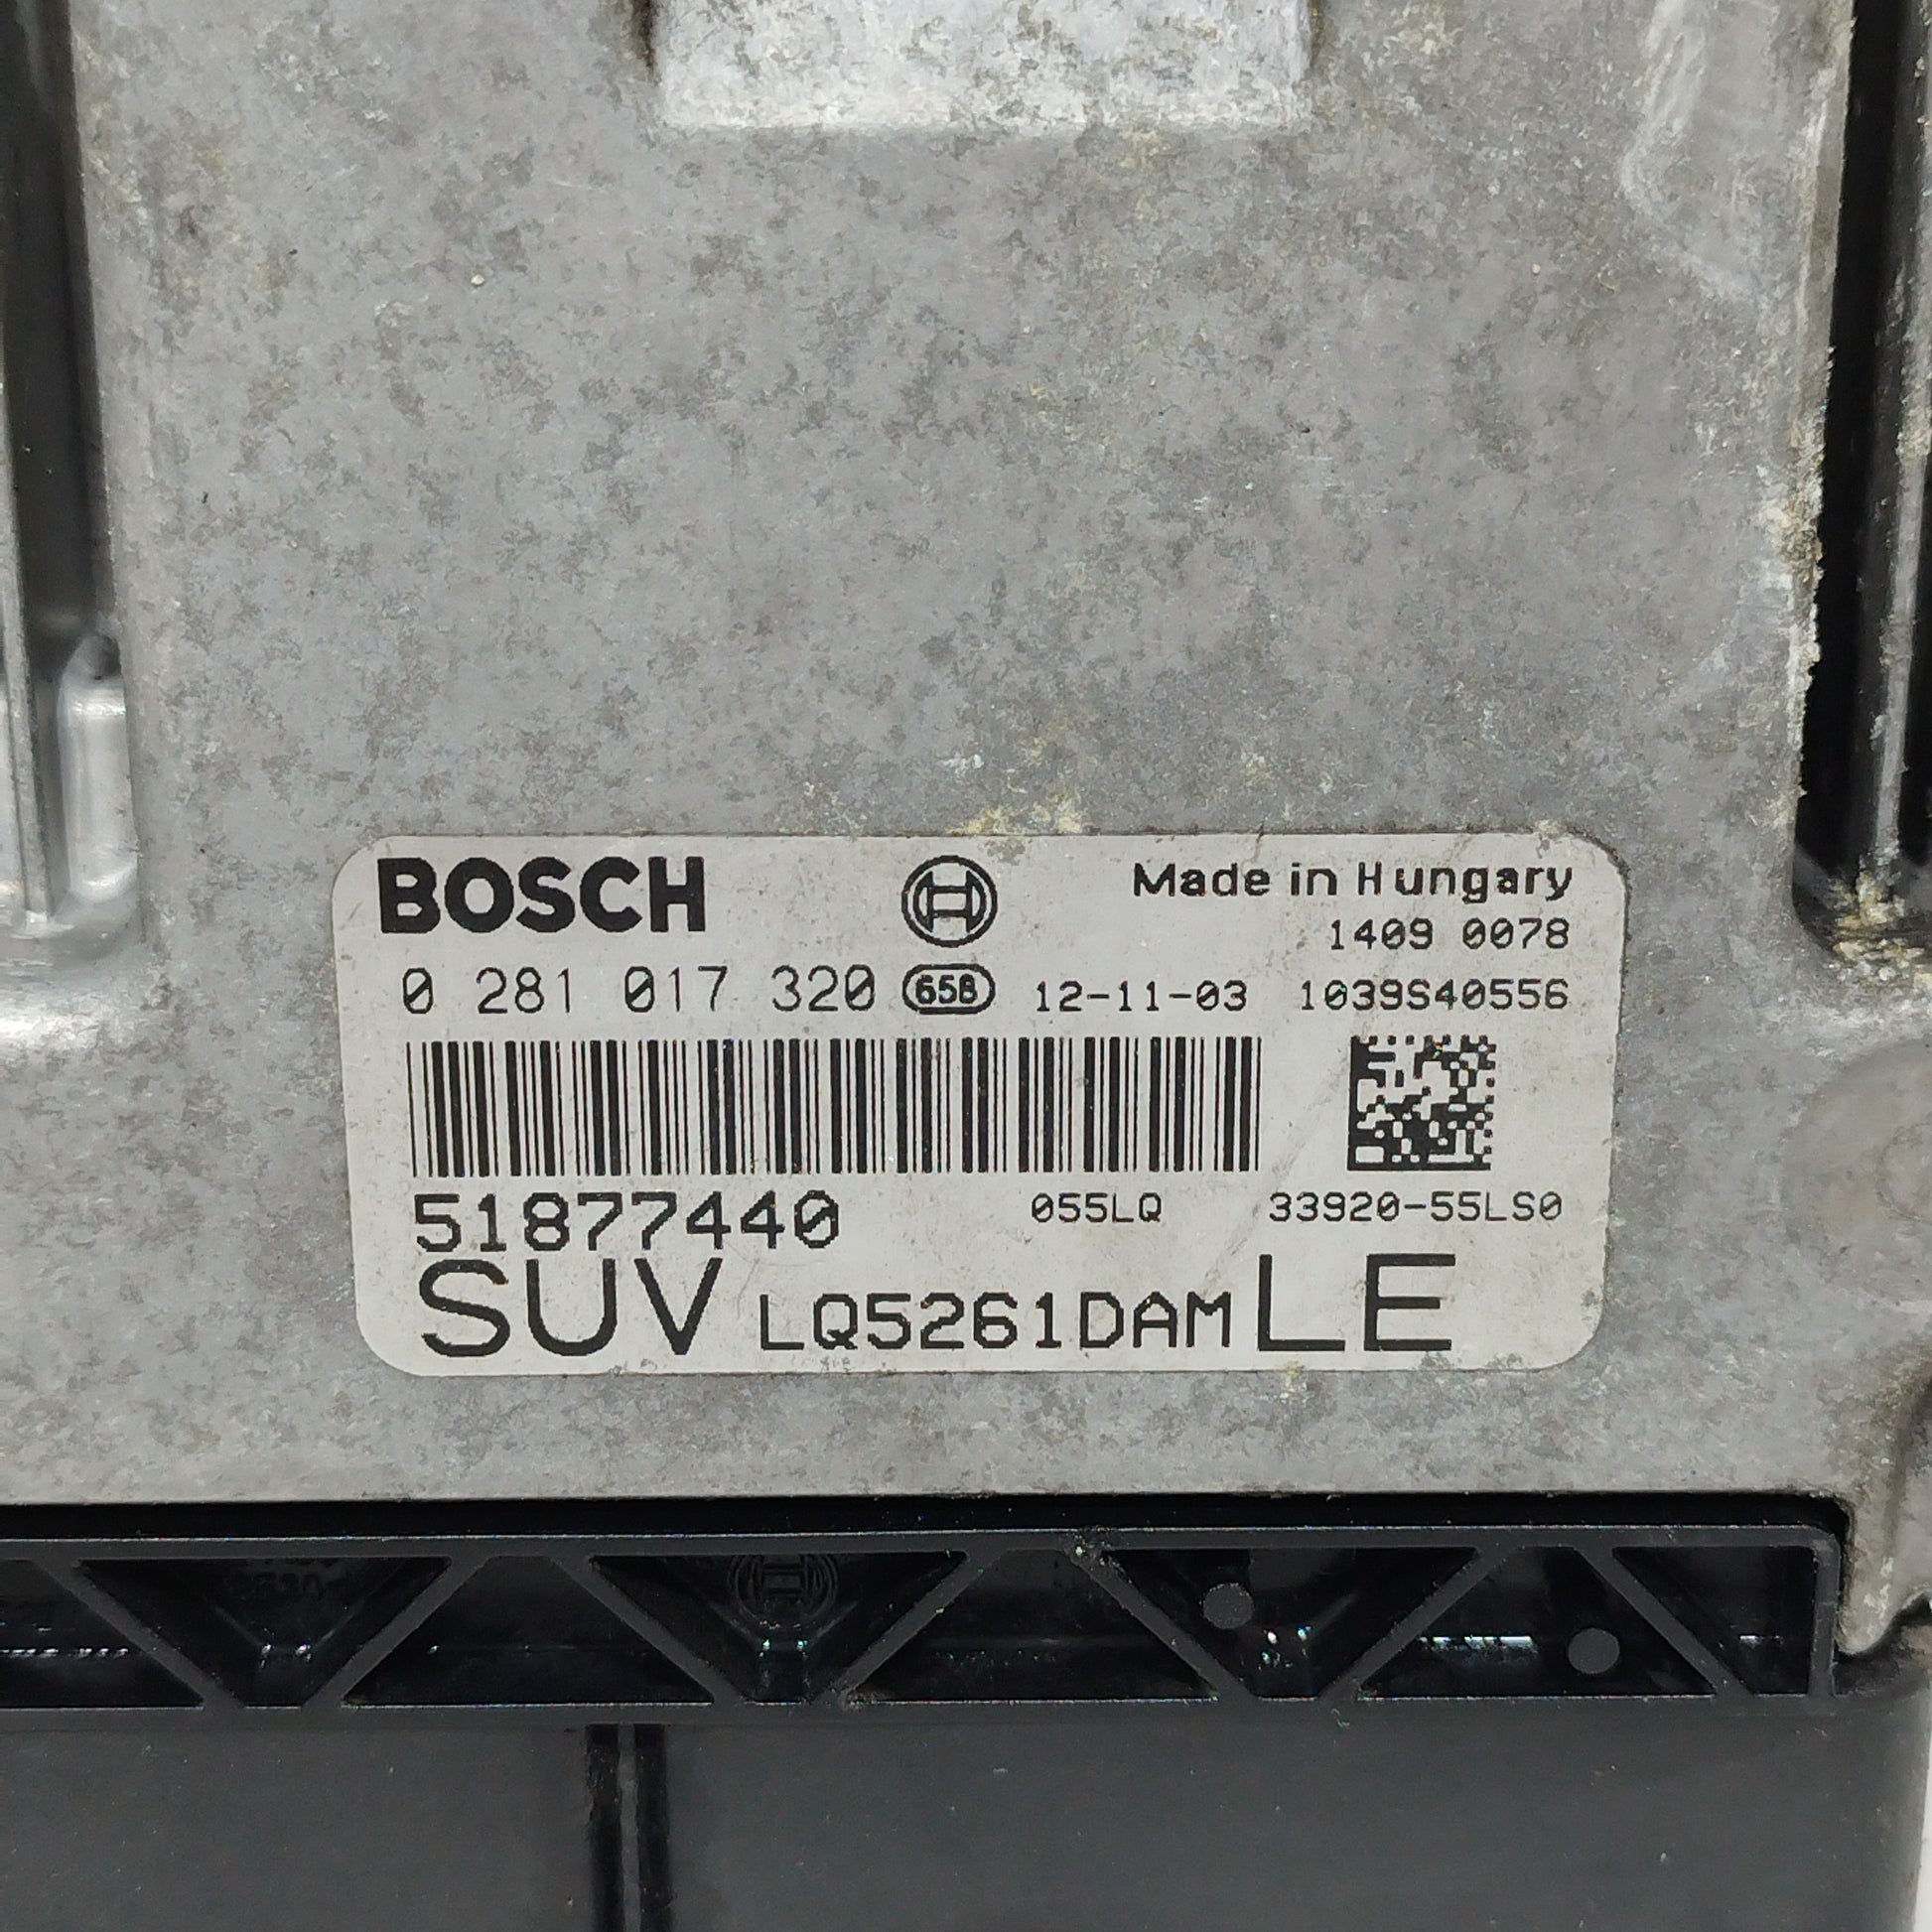 BOSCH Made in Hungary
1409 0078
0 281 017 320 658 12-11-03 1039S40556
51877440 055LQ 33920-55LS0
SUV LQ5261DAM LE